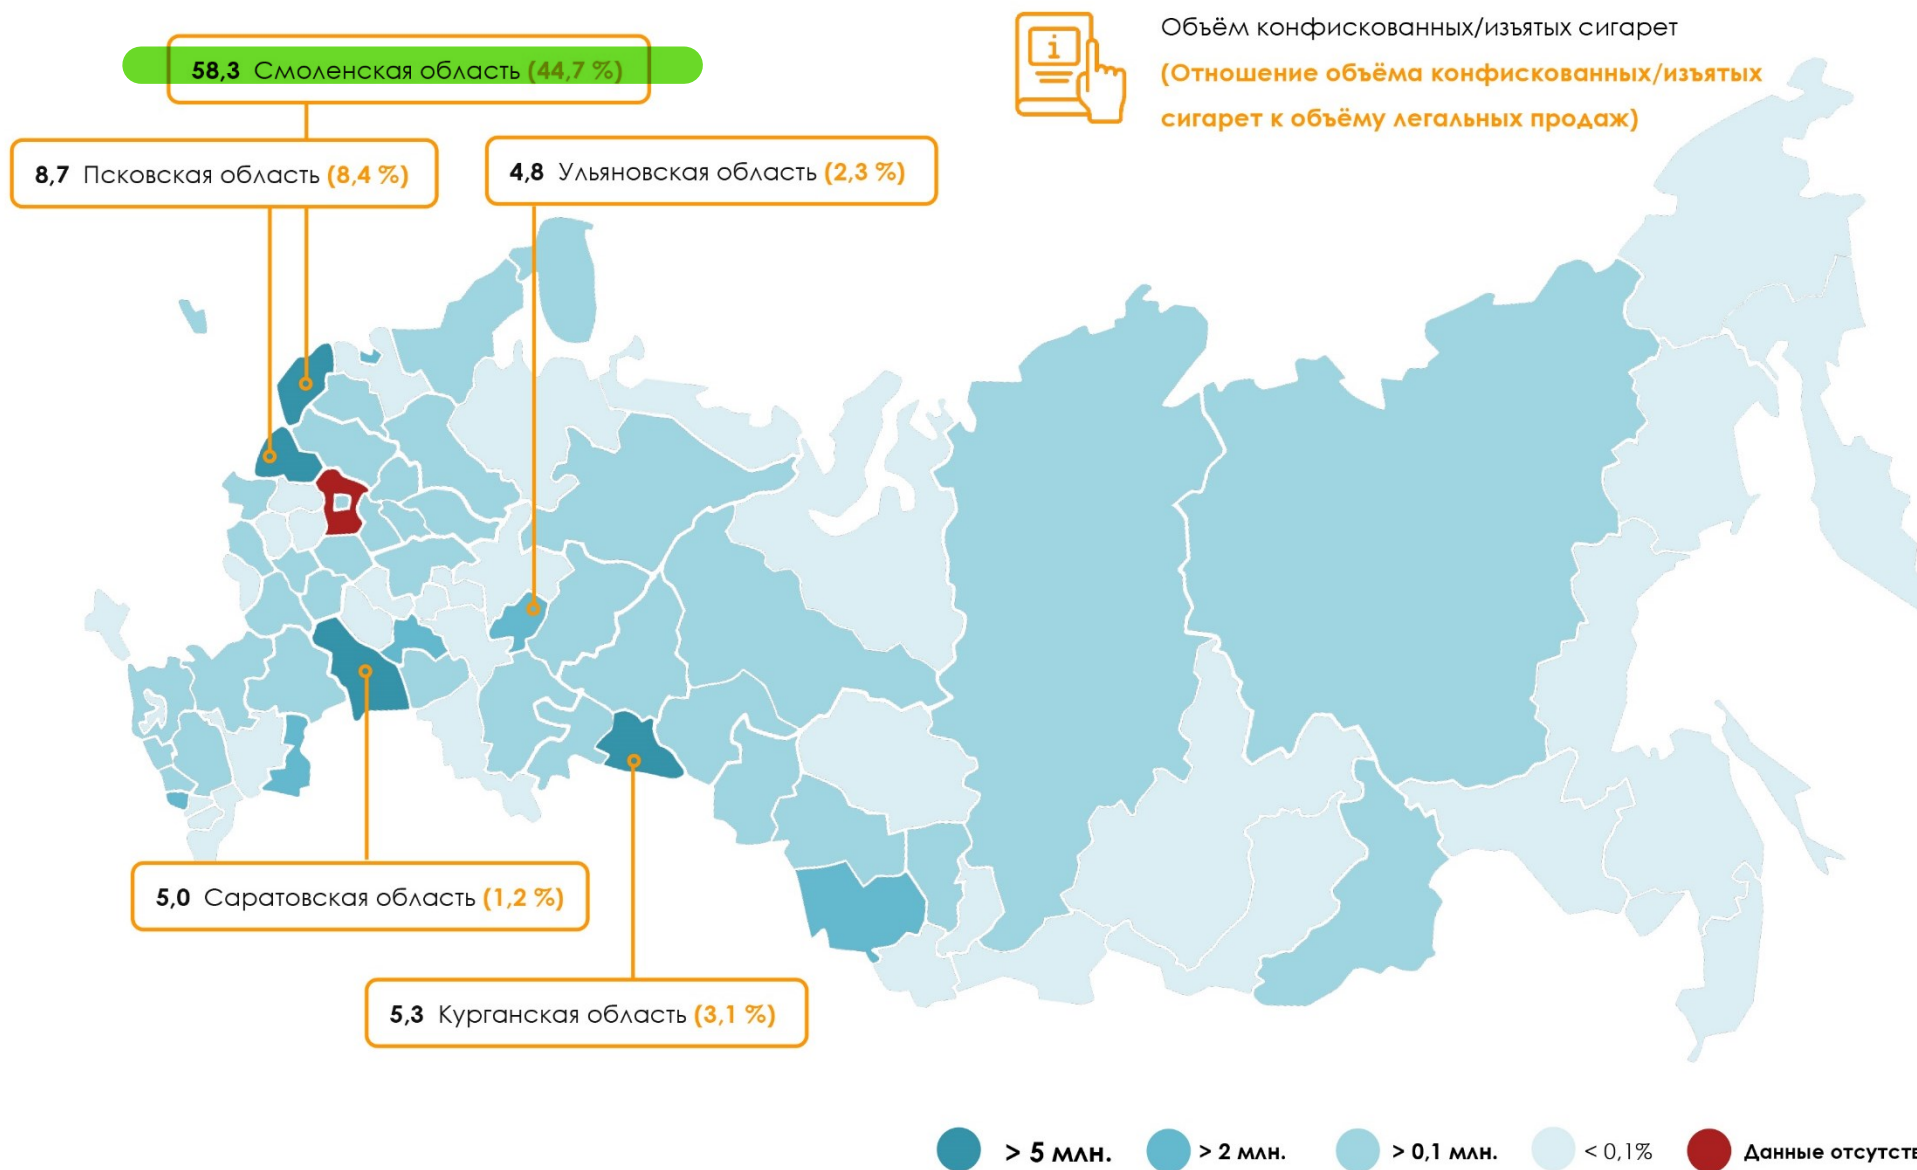 Объём конфискованных/изъятых сигарет
(Отношение объёма конфискованных/изъятых
сигарет к объёму легальных продаж)
58,3 Смоленская область (44,7 %)
8,7 Псковская область (8,4 %)
4,8 Ульяновская область (2,3 %)
5,0 Саратовская область (1,2 %)
5,3 Курганская область (3,1 %)
> 5 млн.
> 2 млн.
> 0,1 млн.
< 0,1%
Данные отсутств